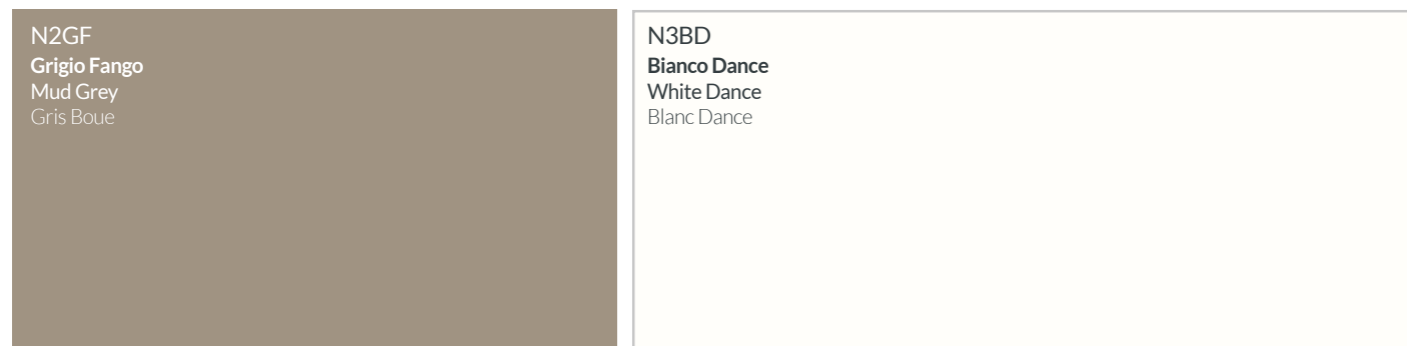 N2GF
Grigio Fango
Mud Grey
Gris Boue
N3BD
Bianco Dance
White Dance
Blanc Dance